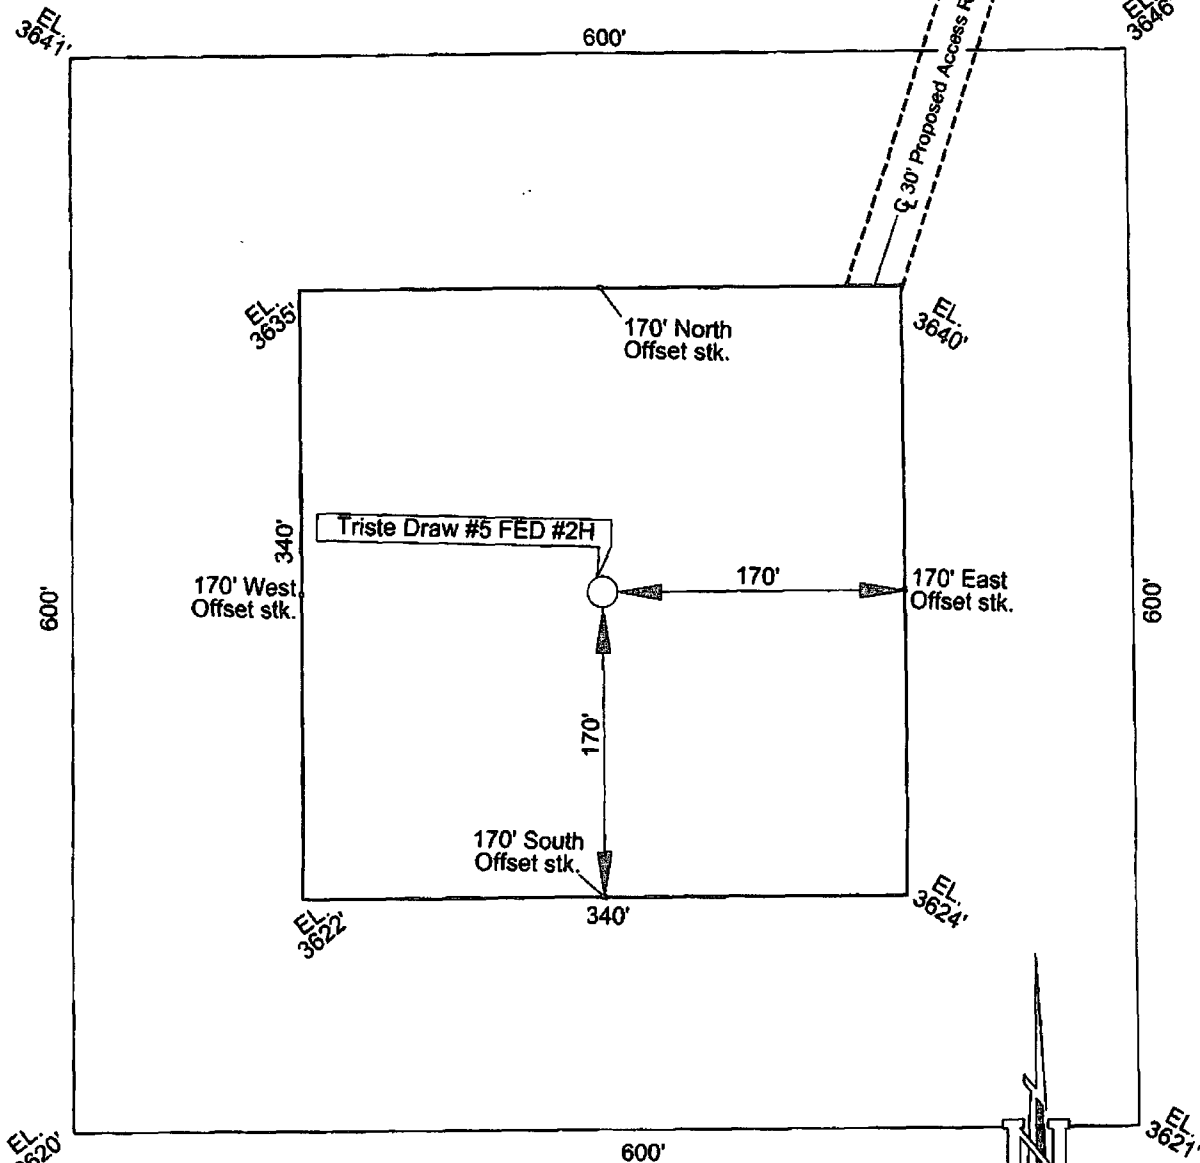 EL.
3641'
600'
EL.
3646'
℄ 30' Proposed Access
EL.
3635'
170' North
Offset stk.
EL.
3640'
Triste Draw #5 FED #2H
340'
170' West
Offset stk.
170'
170' East
Offset stk.
600'
600'
170'
170' South
Offset stk.
340'
EL.
3622'
EL.
3624'
EL.
600'
EL.
3621'
N